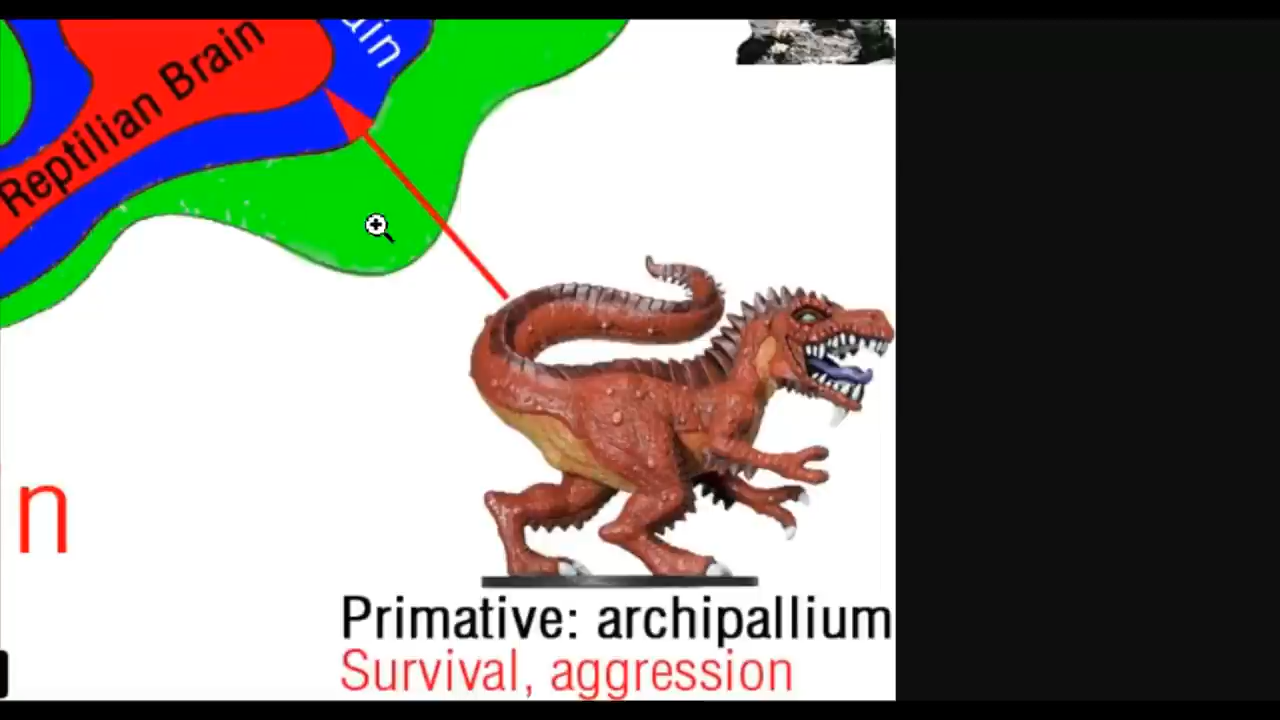 Reptilian Brain
n
Primative: archipallium
Survival, aggression